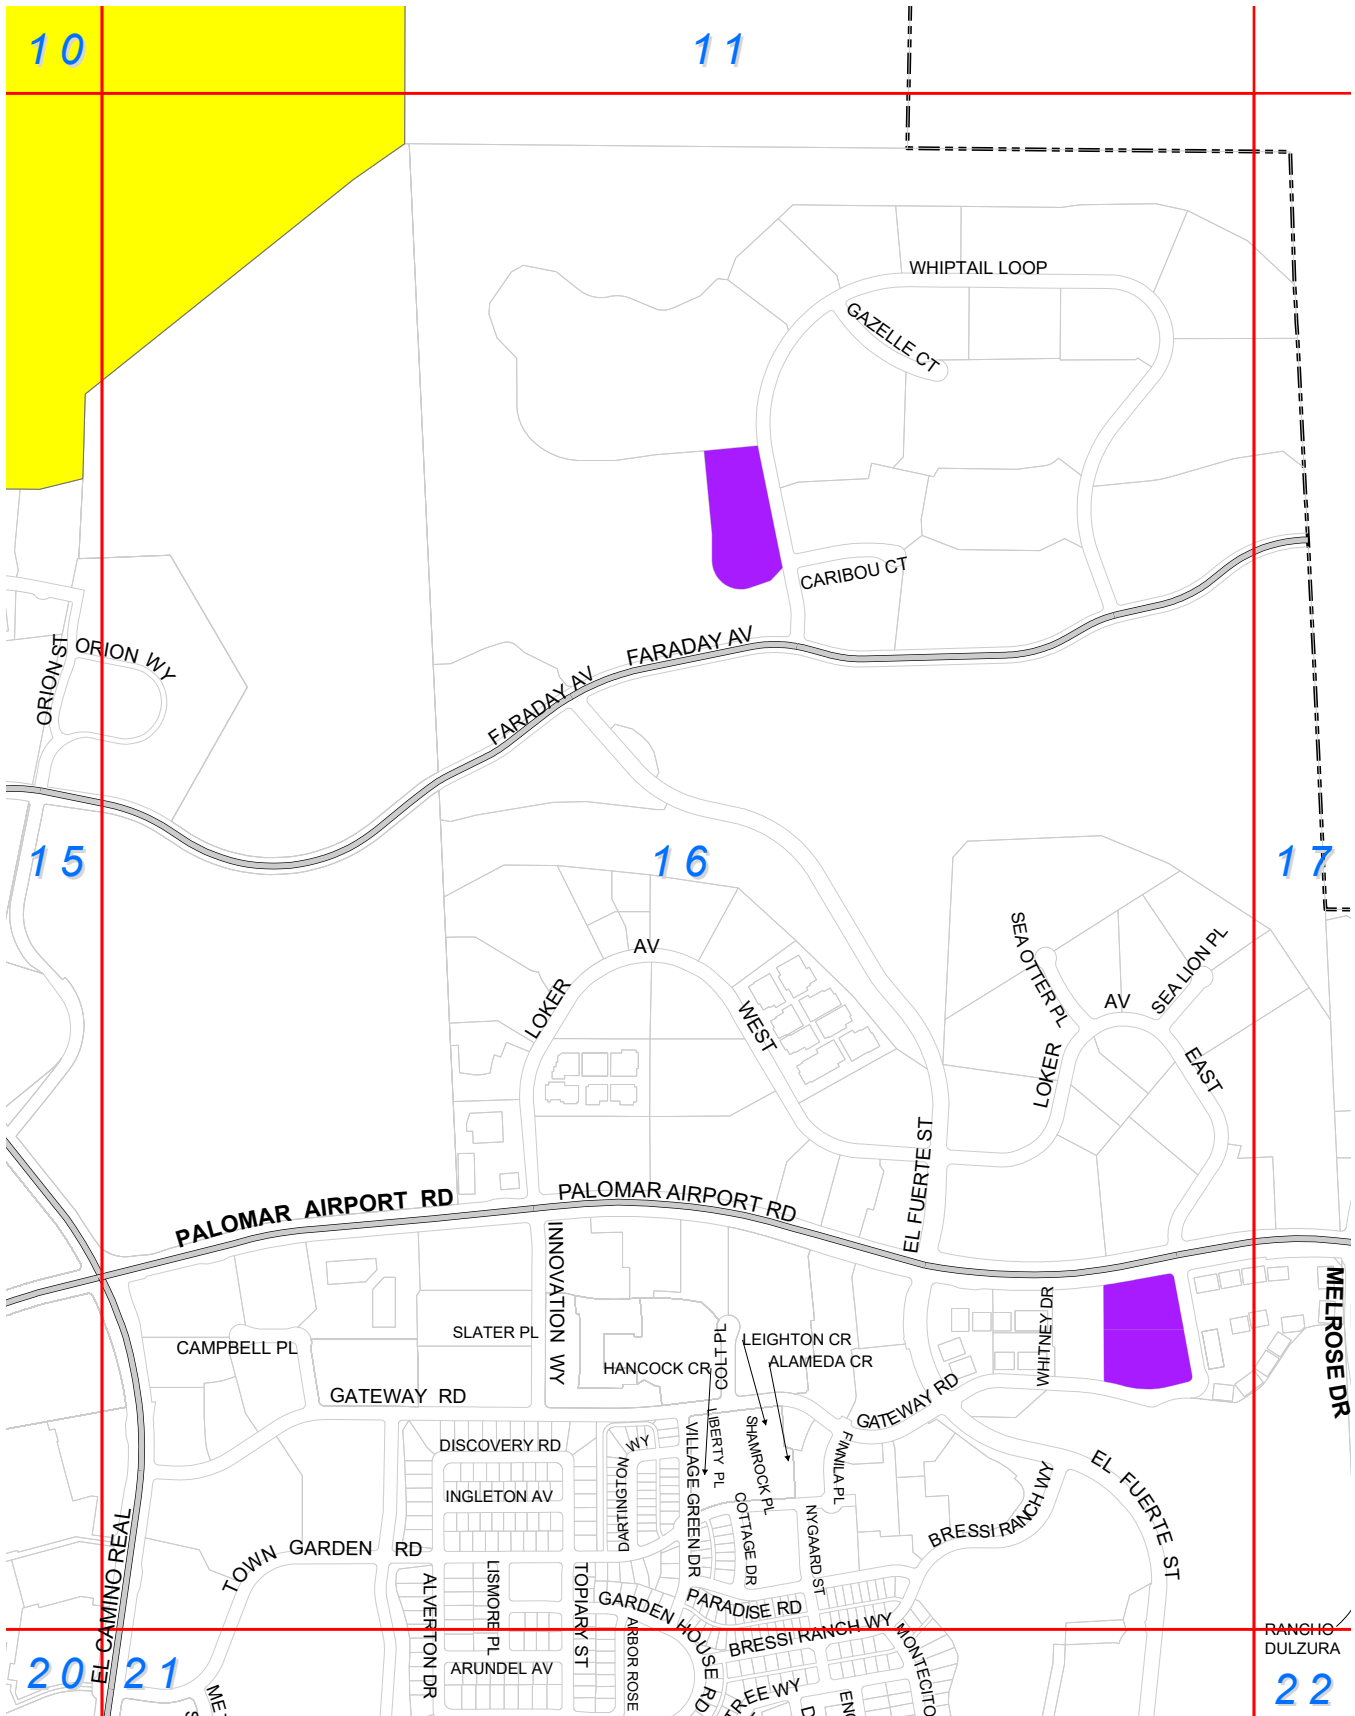 10
11
WHIPTAIL LOOP
GAZELLE CT
CARIBOU CT
ORION ST
ORION WY
FARADAY AV
FARADAY AV
15
16
17
SEA OTTER PL
SEA LION PL
AV
LOKER
WEST
AV
LOKER
EAST
EL FUERTE ST
PALOMAR AIRPORT RD
PALOMAR AIRPORT RD
INNOVATION WY
MELROSE DR
WHITNEY DR
SLATER PL
COLT PL
LEIGHTON CR
CAMPBELL PL
HANCOCK CR
ALAMEDA CR
GATEWAY RD
GATEWAY RD
LIBERTY PL
SHAMROCK PL
VILLAGE GREEN DR
FINNILA PL
DISCOVERY RD
WY
DARTINGTON
EL FUERTE ST
INGLETON AV
COTTAGE DR
NYGAARD ST
BRESSI RANCH WY
EL CAMINO REAL
TOWN GARDEN RD
ALVERTON DR
LISMORE PL
TOPIARY ST
GARDEN HOUSE RD
PARADISE RD
ARBOR ROSE
BRESSI RANCH WY
MONTECITO
RANCHO
DULZURA
20
21
ARUNDEL AV
22